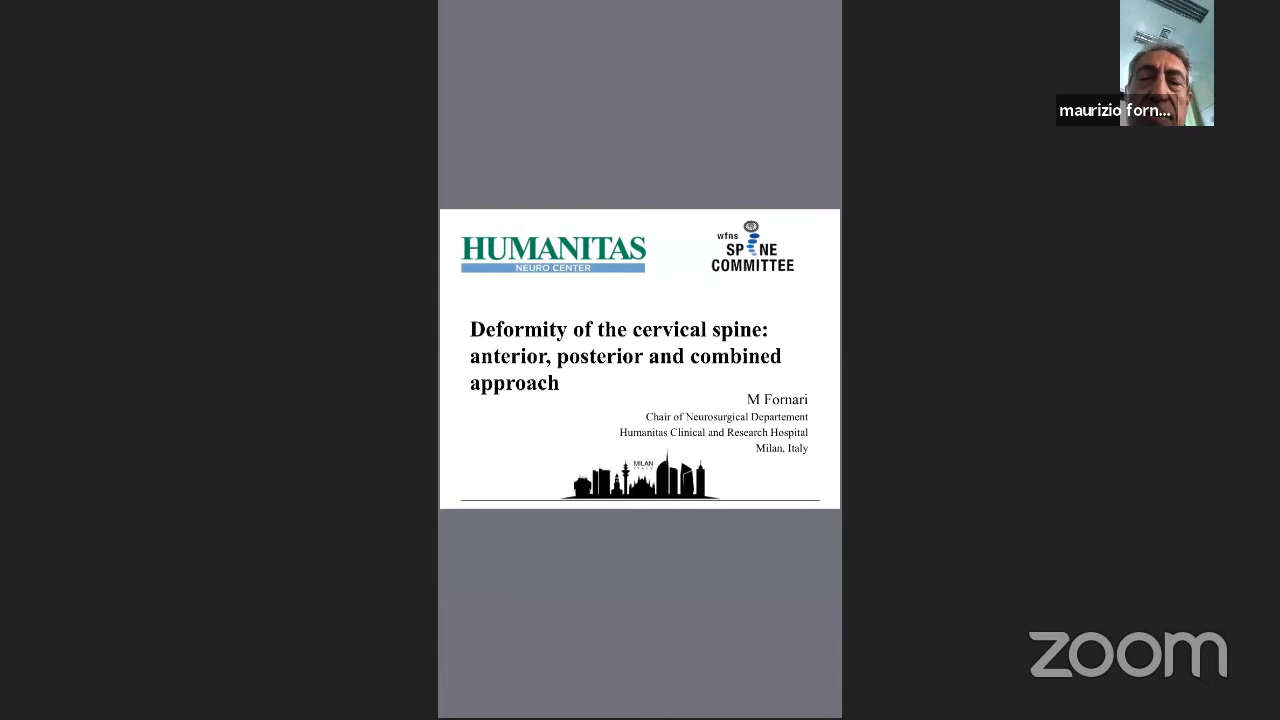 maurizio forn...
HUMANITAS
NEURO CENTER
wfns
SPINE
COMMITTEE
Deformity of the cervical spine:
anterior, posterior and combined
approach
M Fornari
Chair of Neurosurgical Departement
Humanitas Clinical and Research Hospital
Milan, Italy
MILAN
ITALY
zoom